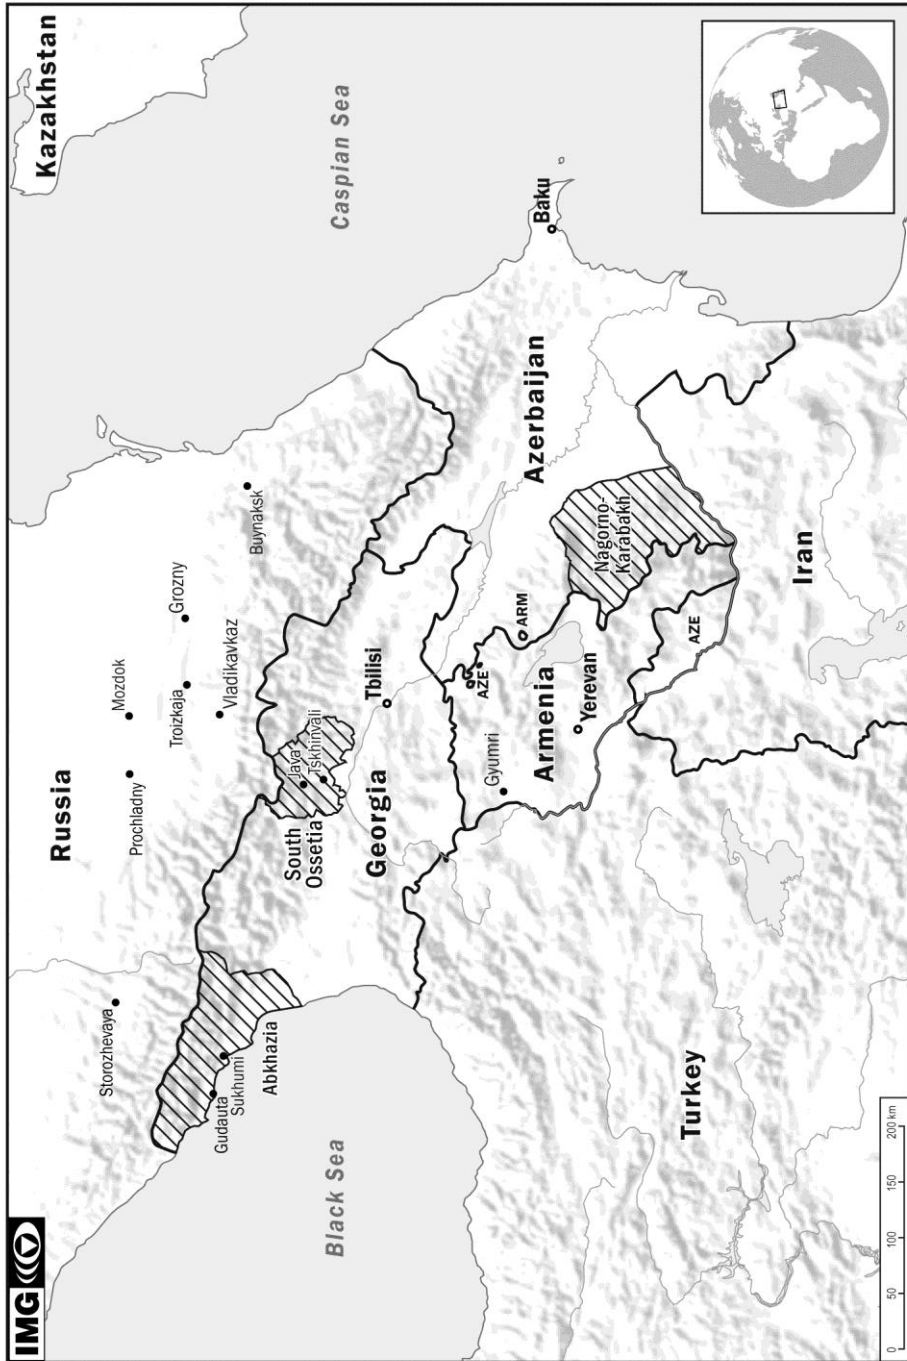 IMG
Kazakhstan
Russia
Storozhevaya
Prochladny
Mozdok
Troizkaja
Grozny
Vladikavkaz
Buynaksk
Caspian Sea
Gudauta
Sukhumi
Abkhazia
Java
Tskhinvali
South
Ossetia
Black Sea
Georgia
Tbilisi
AZE
ARM
Azerbaijan
Baku
Gyumri
Armenia
Yerevan
Nagorno-
Karabakh
AZE
Turkey
Iran
0
50
100
150
200 km